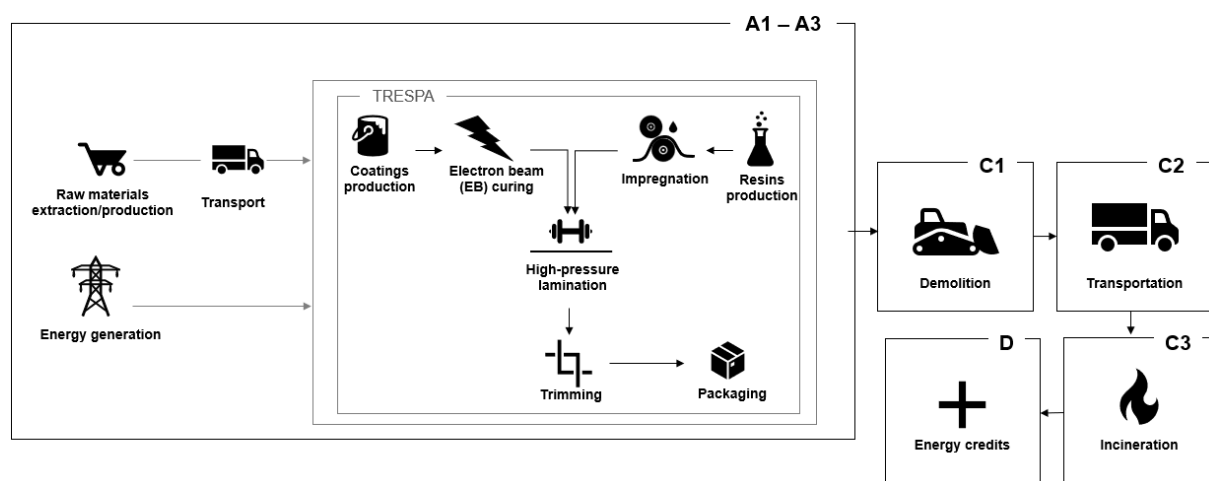 A1 – A3
TRESPA
Coatings
production
Electron beam
(EB) curing
Impregnation
Resins
production
Raw materials
extraction/production
Transport
High-pressure
lamination
Energy generation
Trimming
Packaging
C1
Demolition
C2
Transportation
D
Energy credits
C3
Incineration